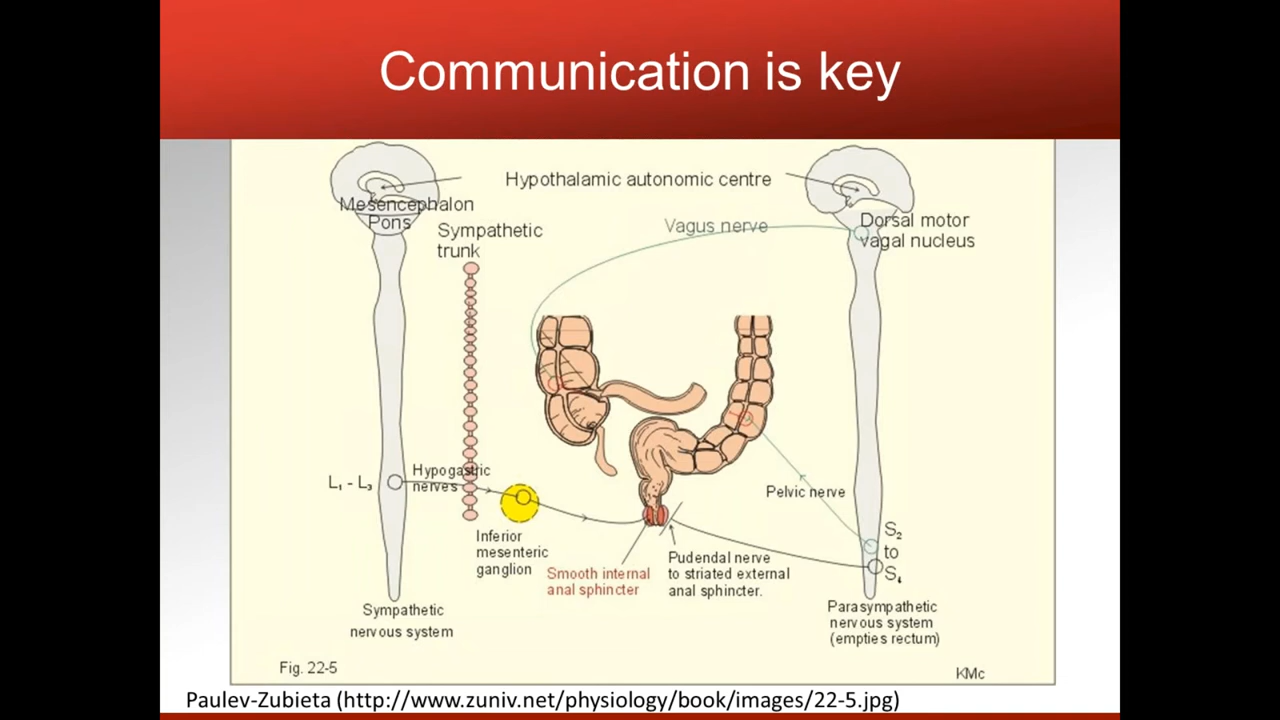 Communication is key
Hypothalamic autonomic centre
Mesencephalon
Pons
Sympathetic
trunk
Vagus nerve
Dorsal motor
vagal nucleus
L₁ - L₃
Hypogastric
nerves
Inferior
mesenteric
ganglion
Smooth internal
anal sphincter
Pudendal nerve
to striated external
anal sphincter.
Pelvic nerve
S₂
to
S₄
Sympathetic
nervous system
Parasympathetic
nervous system
(empties rectum)
Fig. 22-5
KMc
Paulev-Zubieta (http://www.zuniv.net/physiology/book/images/22-5.jpg)